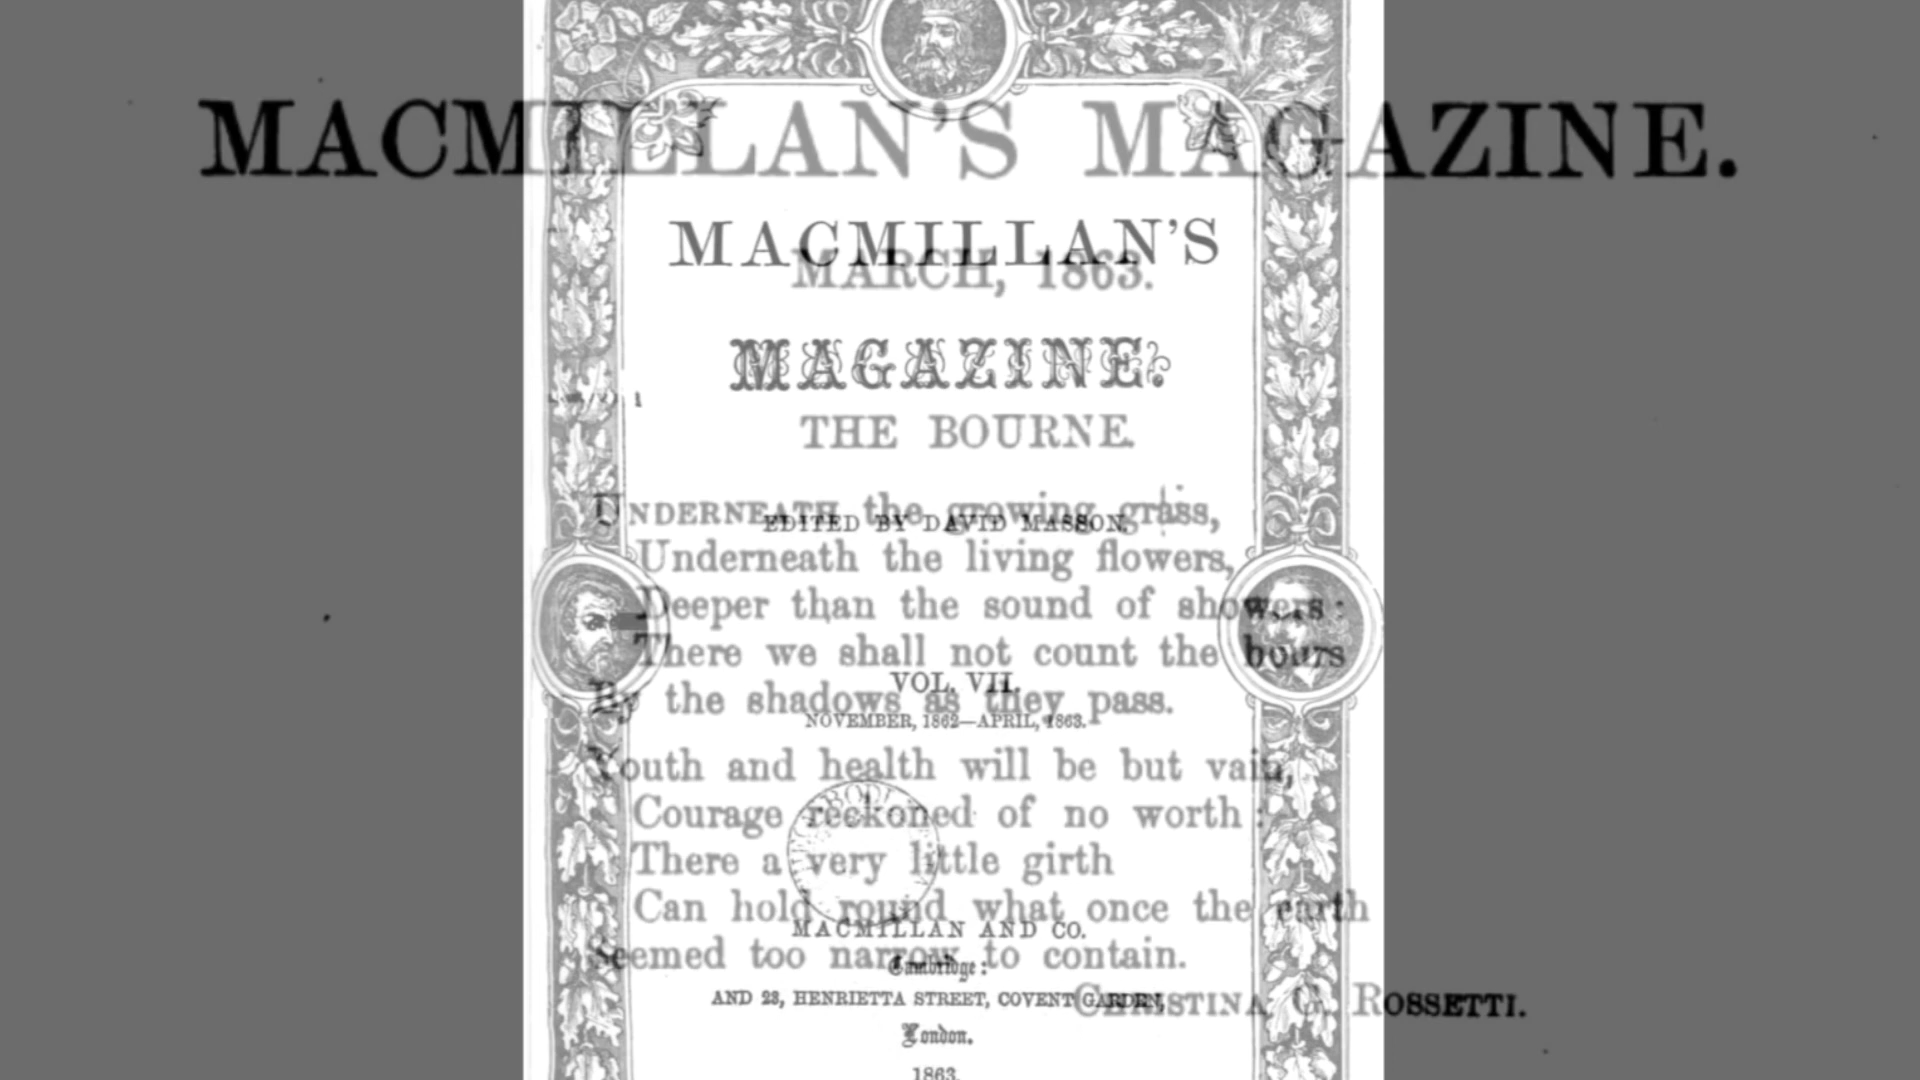 MACMILLAN'S MAGAZINE.
MACMILLAN'S
MARCH, 1863.
MAGAZINE.
THE BOURNE.
UNDERNEATH the growing grass,
EDITED BY DAVID MASSON.
Underneath the living flowers,
Deeper than the sound of showers:
There we shall not count the hours
VOL. VII.
By the shadows as they pass.
NOVEMBER, 1862—APRIL, 1863.
Youth and health will be but vain,
Courage reckoned of no worth:
There a very little girth
Can hold round what once the earth
MACMILLAN AND CO.
Seemed too narrow to contain.
Cambridge:
AND 23, HENRIETTA STREET, COVENT GARDEN,
CHRISTINA G. ROSSETTI.
London.
1863.